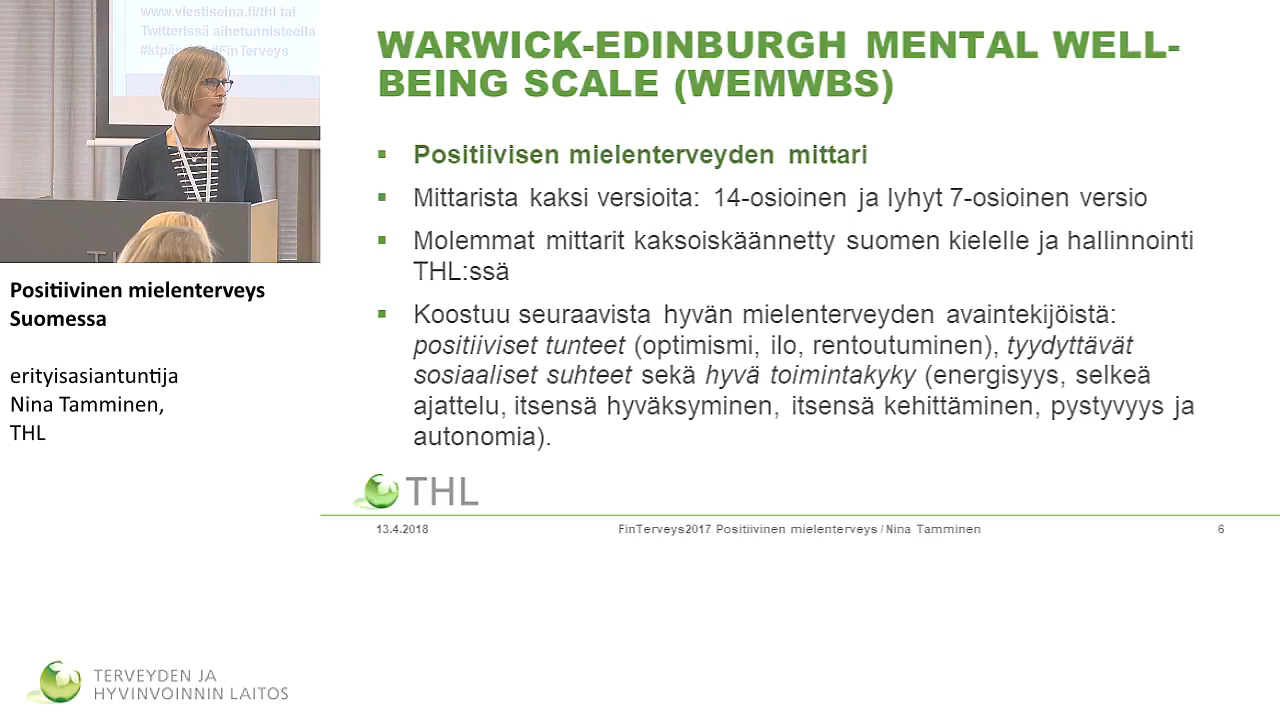 www.viestiseina.fi/thl tai
Twitterissä aihetunnisteella
#FinTerveys
TH
Positiivinen mielenterveys
Suomessa
erityisasiantuntija
Nina Tamminen,
THL
WARWICK-EDINBURGH MENTAL WELL-
BEING SCALE (WEMWBS)
▪ Positiivisen mielenterveyden mittari
▪ Mittarista kaksi versioita: 14-osioinen ja lyhyt 7-osioinen versio
▪ Molemmat mittarit kaksoiskäännetty suomen kielelle ja hallinnointi
THL:ssä
▪ Koostuu seuraavista hyvän mielenterveyden avaintekijöistä:
positiiviset tunteet (optimismi, ilo, rentoutuminen), tyydyttävät
sosiaaliset suhteet sekä hyvä toimintakyky (energisyys, selkeä
ajattelu, itsensä hyväksyminen, itsensä kehittäminen, pystyvyys ja
autonomia).
THL
13.4.2018 FinTerveys2017 Positiivinen mielenterveys / Nina Tamminen 6
TERVEYDEN JA
HYVINVOINNIN LAITOS